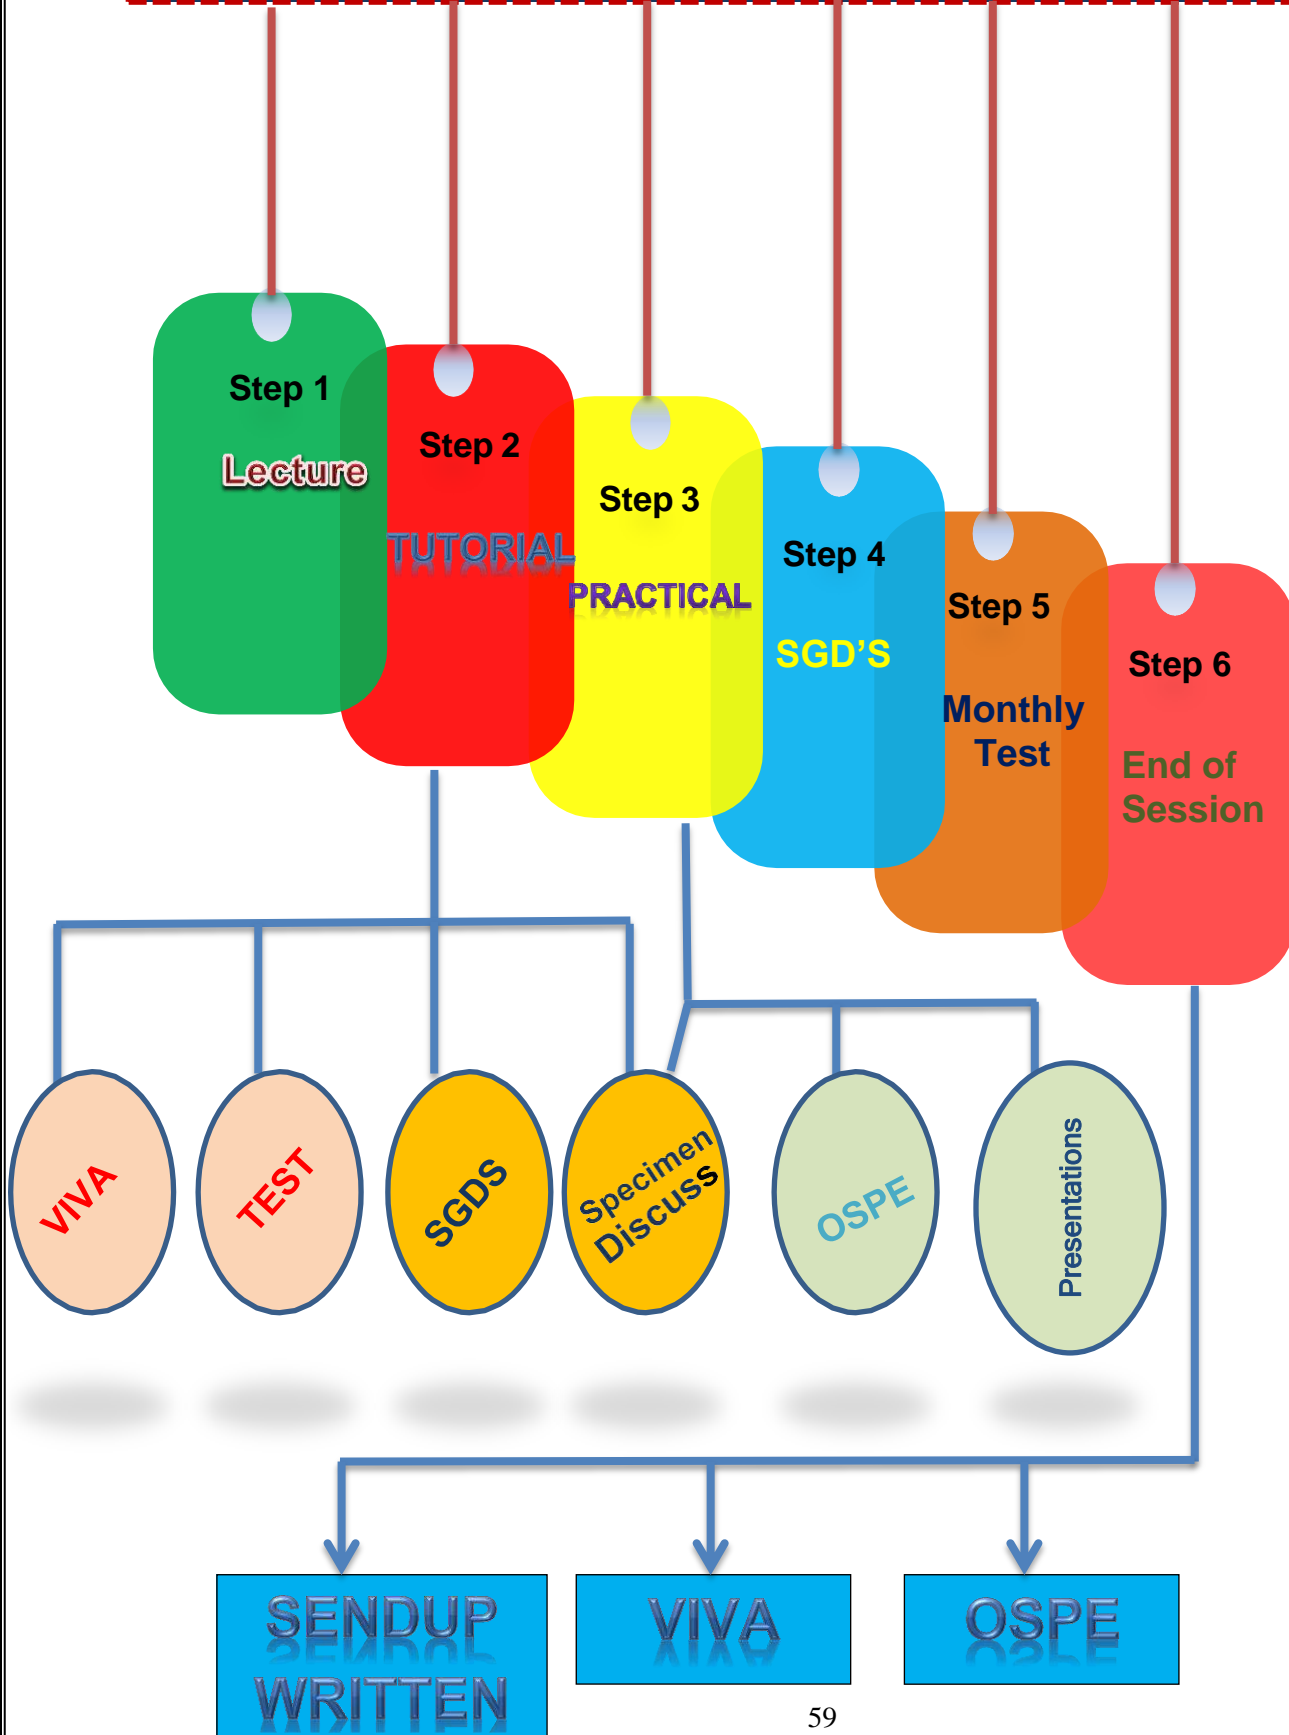 Step 1
Lecture
Step 2
TUTORIAL
Step 3
PRACTICAL
Step 4
SGD'S
Step 5
Monthly
Test
Step 6
End of
Session
VIVA
TEST
SGDS
Specimen
Discuss
OSPE
Presentations
SENDUP
WRITTEN
VIVA
OSPE
59